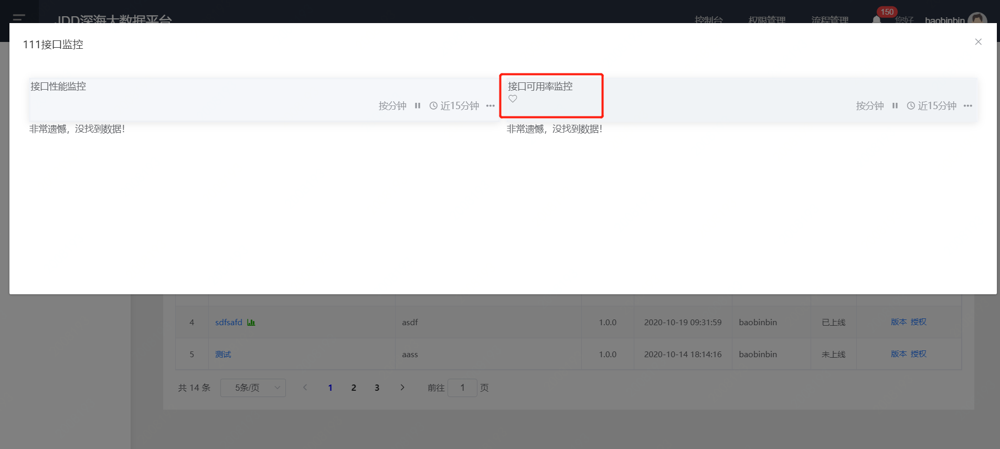 JDD深海大数据平台
控制台 权限管理 流程管理 150 您好 baobinbin
111接口监控
接口性能监控
按分钟 近15分钟
非常遗憾，没找到数据！
接口可用率监控
按分钟 近15分钟
非常遗憾，没找到数据！
4 sdfsafd asdf 1.0.0 2020-10-19 09:31:59 baobinbin 已上线 版本 授权
5 测试 aass 1.0.0 2020-10-14 18:14:16 baobinbin 未上线 版本 授权
共 14 条 5条/页 1 2 3 前往 1 页